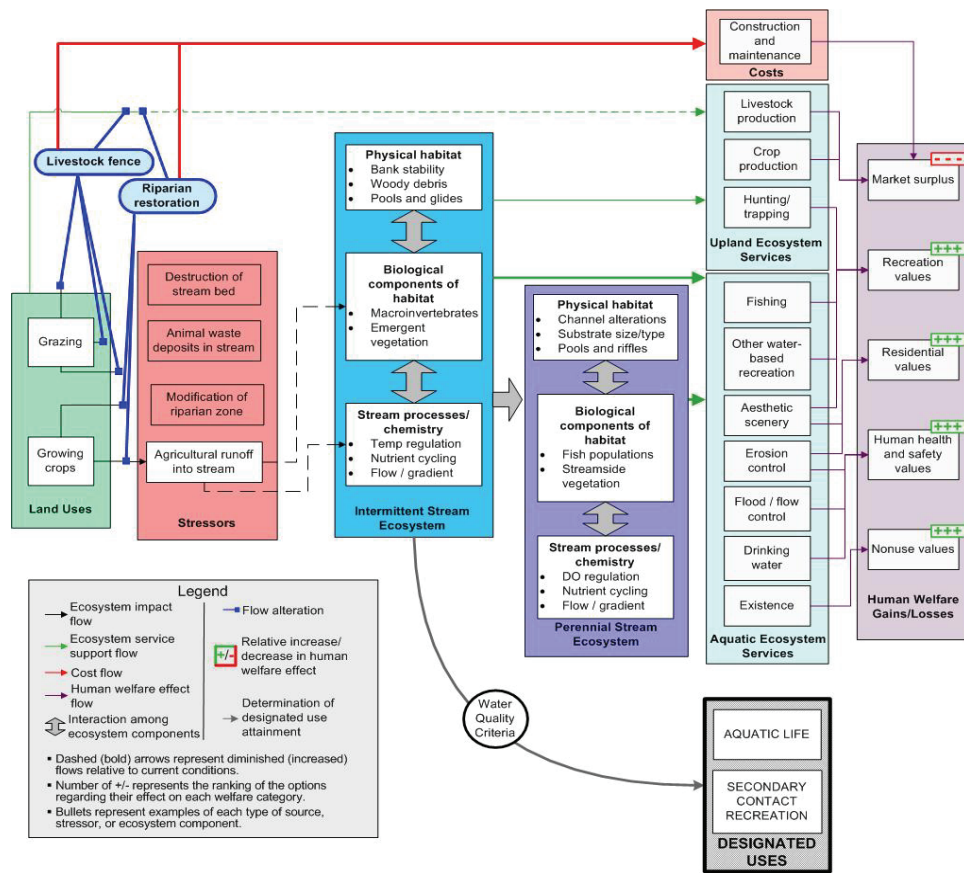 Construction
and
maintenance
Costs
Livestock
production
Crop
production
Hunting/
trapping
Upland Ecosystem
Services
Livestock fence
Riparian
restoration
Physical habitat
• Bank stability
• Woody debris
• Pools and glides
Biological
components of
habitat
• Macroinvertebrates
• Emergent
vegetation
Stream processes/
chemistry
• Temp regulation
• Nutrient cycling
• Flow / gradient
Intermittent Stream
Ecosystem
Destruction of
stream bed
Animal waste
deposits in stream
Modification of
riparian zone
Agricultural runoff
into stream
Stressors
Grazing
Growing
crops
Land Uses
Physical habitat
• Channel alterations
• Substrate size/type
• Pools and riffles
Biological
components of
habitat
• Fish populations
• Streamside
vegetation
Stream processes/
chemistry
• DO regulation
• Nutrient cycling
• Flow / gradient
Perennial Stream
Ecosystem
Fishing
Other water-
based
recreation
Aesthetic
scenery
Erosion
control
Flood / flow
control
Drinking
water
Existence
Aquatic Ecosystem
Services
- - -
Market surplus
+++
Recreation
values
+++
Residential
values
+++
Human health
and safety
values
+++
Nonuse values
Human Welfare
Gains/Losses
Legend
Ecosystem impact
flow
Ecosystem service
support flow
Cost flow
Human welfare effect
flow
Interaction among
ecosystem components
Flow alteration
+/-
Relative increase/
decrease in human
welfare effect
Determination of
designated use
attainment
▪ Dashed (bold) arrows represent diminished (increased)
flows relative to current conditions.
▪ Number of +/- represents the ranking of the options
regarding their effect on each welfare category.
▪ Bullets represent examples of each type of source,
stressor, or ecosystem component.
Water
Quality
Criteria
AQUATIC LIFE
SECONDARY
CONTACT
RECREATION
DESIGNATED
USES